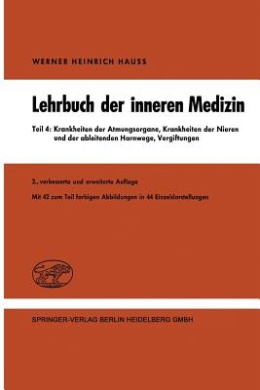 WERNER HEINRICH HAUSS
Lehrbuch der inneren Medizin
Teil 4: Krankheiten der Atmungsorgane, Krankheiten der Nieren
und der ableitenden Harnwege, Vergiftungen
2., verbesserte und erweiterte Auflage
Mit 42 zum Teil farbigen Abbildungen in 44 Einzeldarstellungen
SPRINGER-VERLAG BERLIN HEIDELBERG GMBH